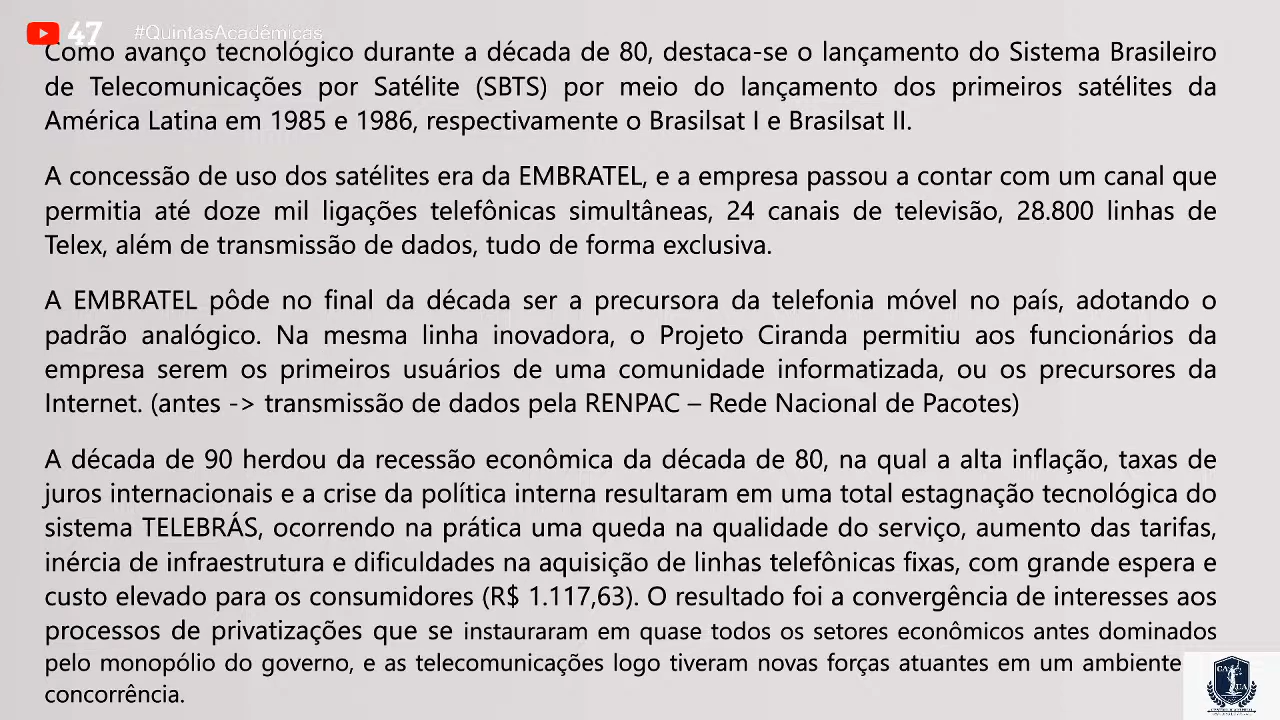 47 #QuintasAcadêmicas
Como avanço tecnológico durante a década de 80, destaca-se o lançamento do Sistema Brasileiro
de Telecomunicações por Satélite (SBTS) por meio do lançamento dos primeiros satélites da
América Latina em 1985 e 1986, respectivamente o Brasilsat I e Brasilsat II.
A concessão de uso dos satélites era da EMBRATEL, e a empresa passou a contar com um canal que
permitia até doze mil ligações telefônicas simultâneas, 24 canais de televisão, 28.800 linhas de
Telex, além de transmissão de dados, tudo de forma exclusiva.
A EMBRATEL pôde no final da década ser a precursora da telefonia móvel no país, adotando o
padrão analógico. Na mesma linha inovadora, o Projeto Ciranda permitiu aos funcionários da
empresa serem os primeiros usuários de uma comunidade informatizada, ou os precursores da
Internet. (antes -> transmissão de dados pela RENPAC – Rede Nacional de Pacotes)
A década de 90 herdou da recessão econômica da década de 80, na qual a alta inflação, taxas de
juros internacionais e a crise da política interna resultaram em uma total estagnação tecnológica do
sistema TELEBRÁS, ocorrendo na prática uma queda na qualidade do serviço, aumento das tarifas,
inércia de infraestrutura e dificuldades na aquisição de linhas telefônicas fixas, com grande espera e
custo elevado para os consumidores (R$ 1.117,63). O resultado foi a convergência de interesses aos
processos de privatizações que se instauraram em quase todos os setores econômicos antes dominados
pelo monopólio do governo, e as telecomunicações logo tiveram novas forças atuantes em um ambiente
concorrência.